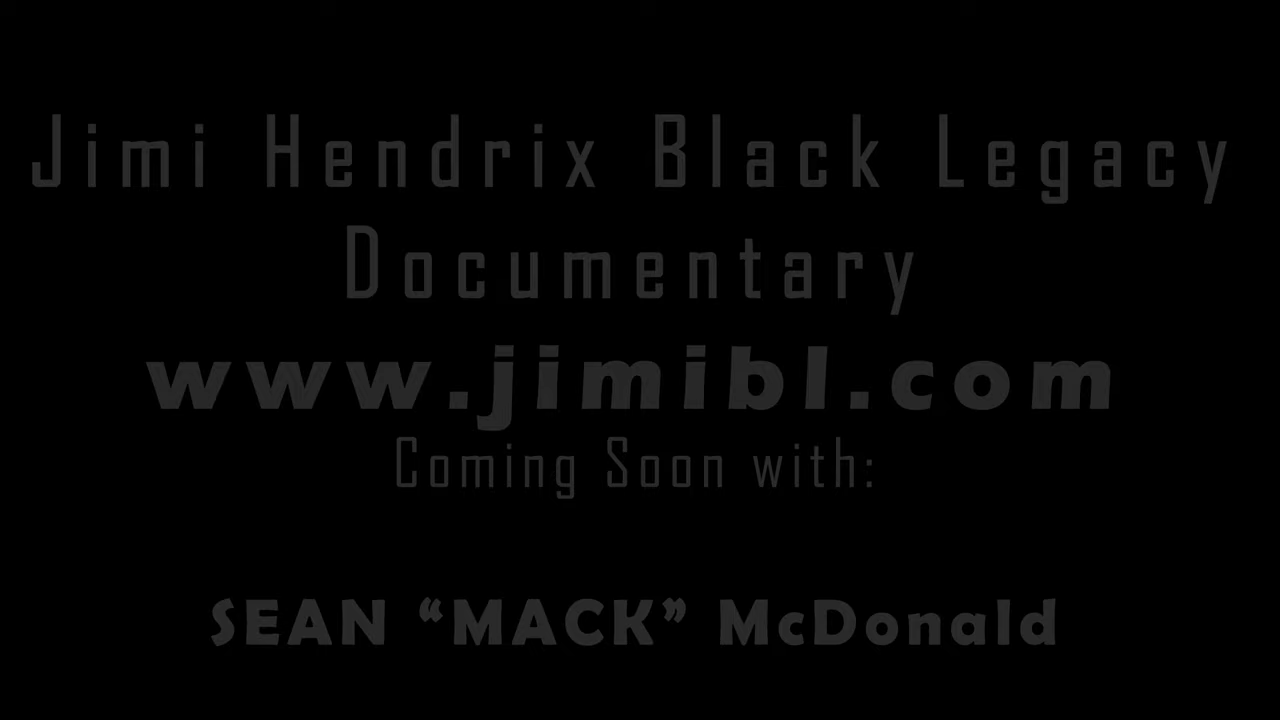 Jimi Hendrix Black Legacy
Documentary
www.jimibl.com
Coming Soon with:
SEAN “MACK” McDonald